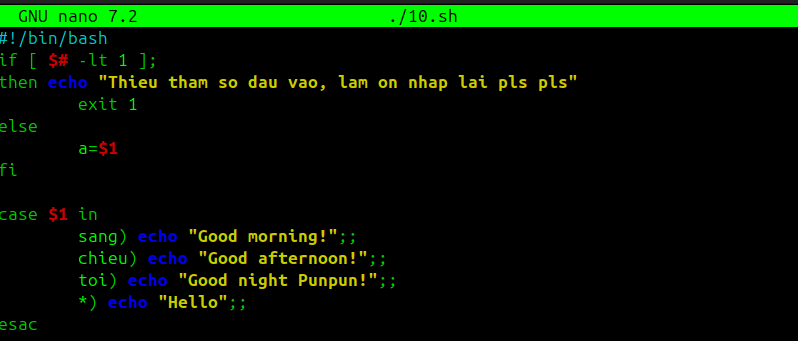 GNU nano 7.2 ./10.sh
#!/bin/bash
if [ $# -lt 1 ];
then echo "Thieu tham so dau vao, lam on nhap lai pls pls"
        exit 1
else
        a=$1
fi

case $1 in
        sang) echo "Good morning!";;
        chieu) echo "Good afternoon!";;
        toi) echo "Good night Punpun!";;
        *) echo "Hello";;
esac